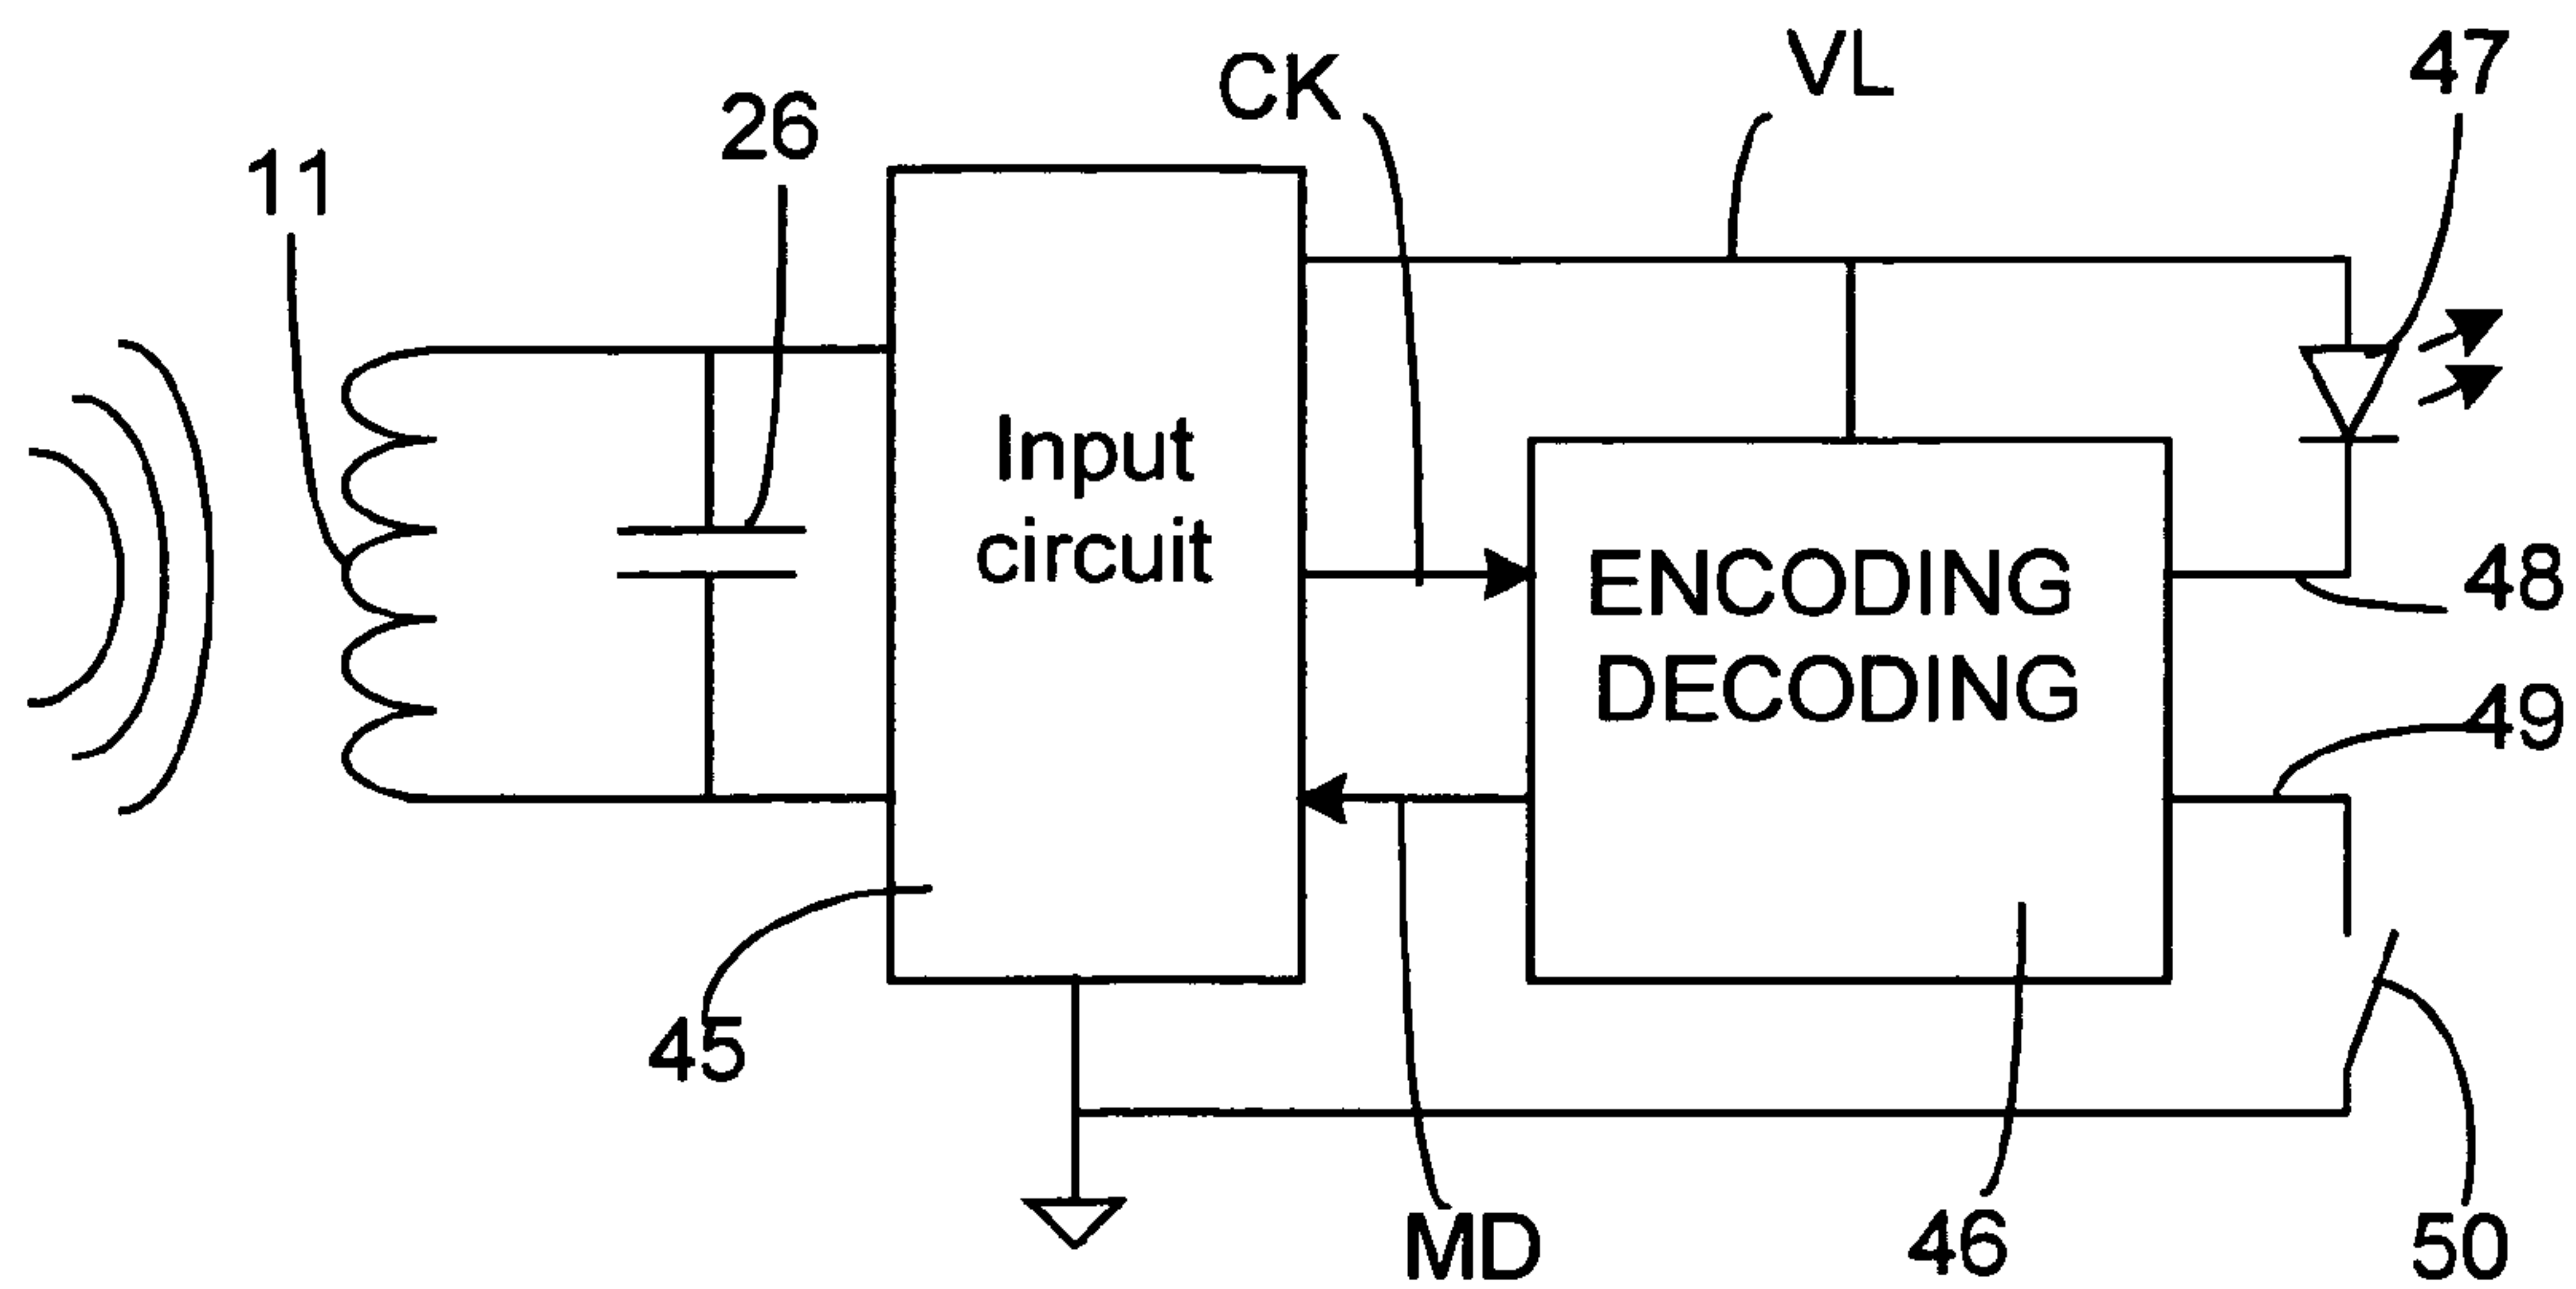 VL
47
CK
26
11
Input
circuit
ENCODING
DECODING
48
49
45
MD
46
50